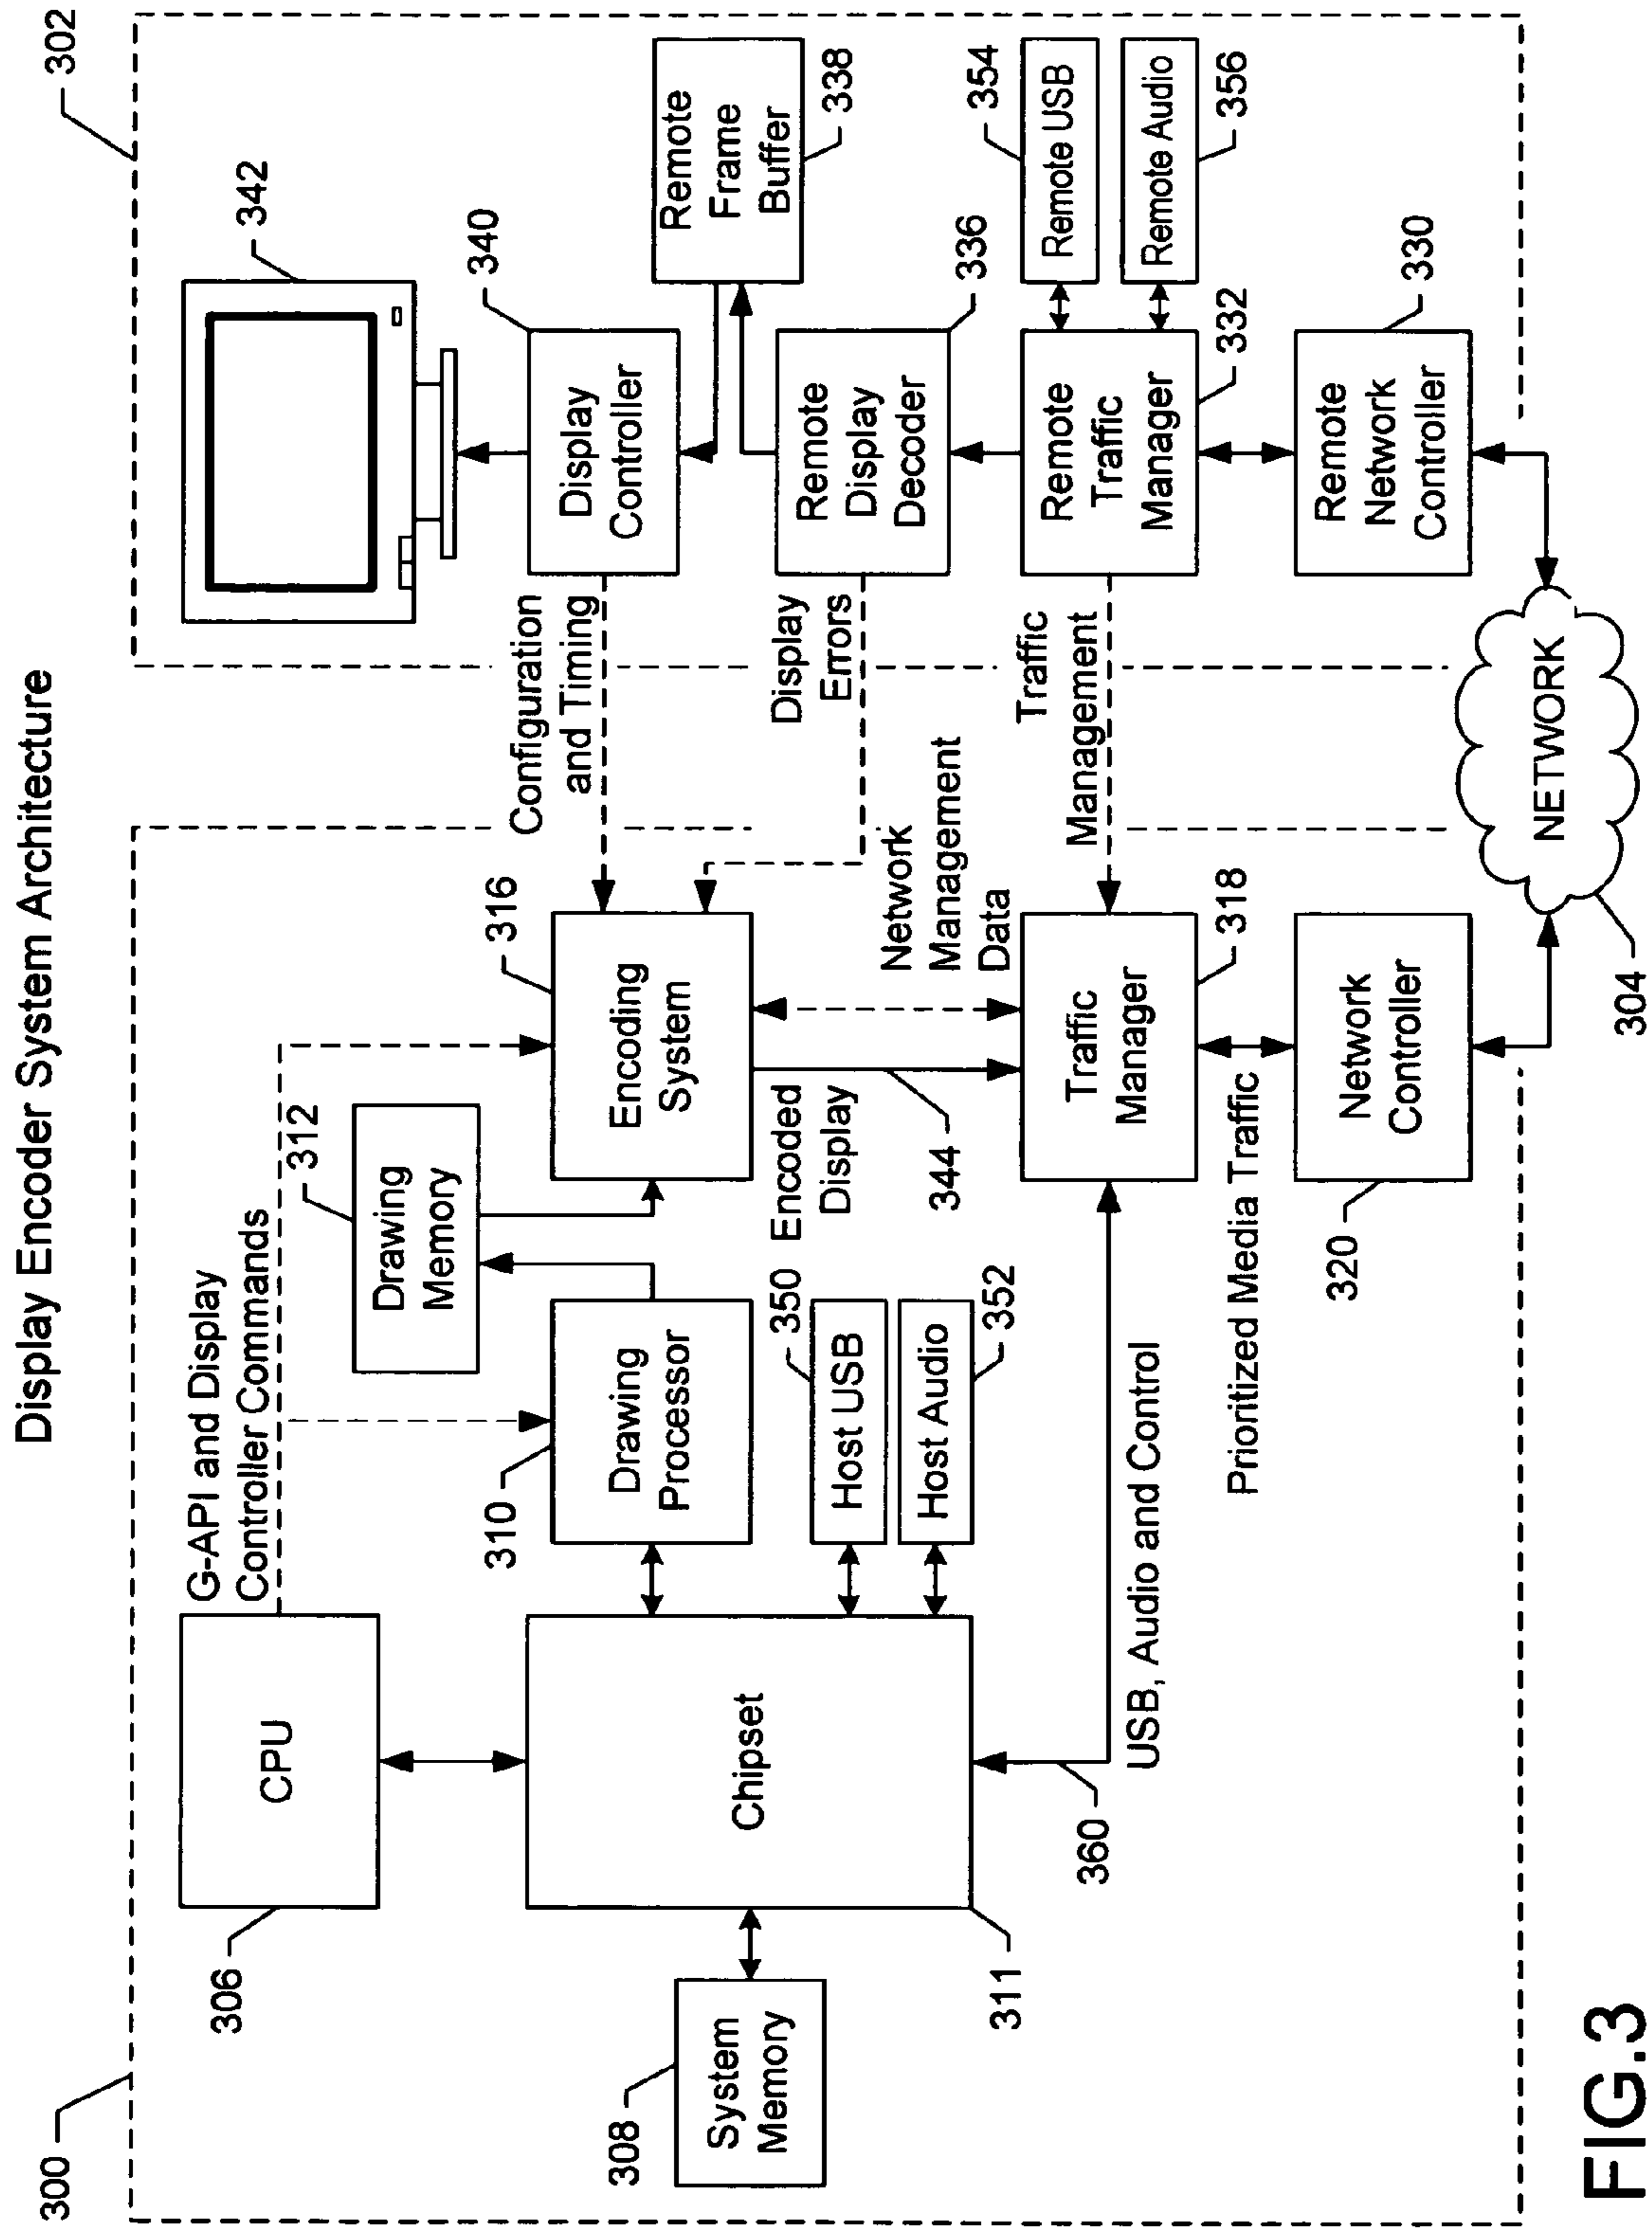 Display Encoder System Architecture
300
302
306
CPU
G-API and Display
Controller Commands
312
Drawing
Memory
316
Encoding
System
310
Drawing
Processor
308
System
Memory
Chipset
311
350
Host USB
Host Audio
352
Encoded
Display
344
Network
Management
Data
Configuration
and Timing
Display
Errors
Traffic
Management
360
USB, Audio and Control
Traffic
Manager
318
Prioritized Media Traffic
320
Network
Controller
304
NETWORK
342
340
Display
Controller
Remote
Frame
Buffer
338
336
Remote
Display
Decoder
354
Remote USB
Remote Audio
356
Remote
Traffic
Manager
332
Remote
Network
Controller
330
FIG.3